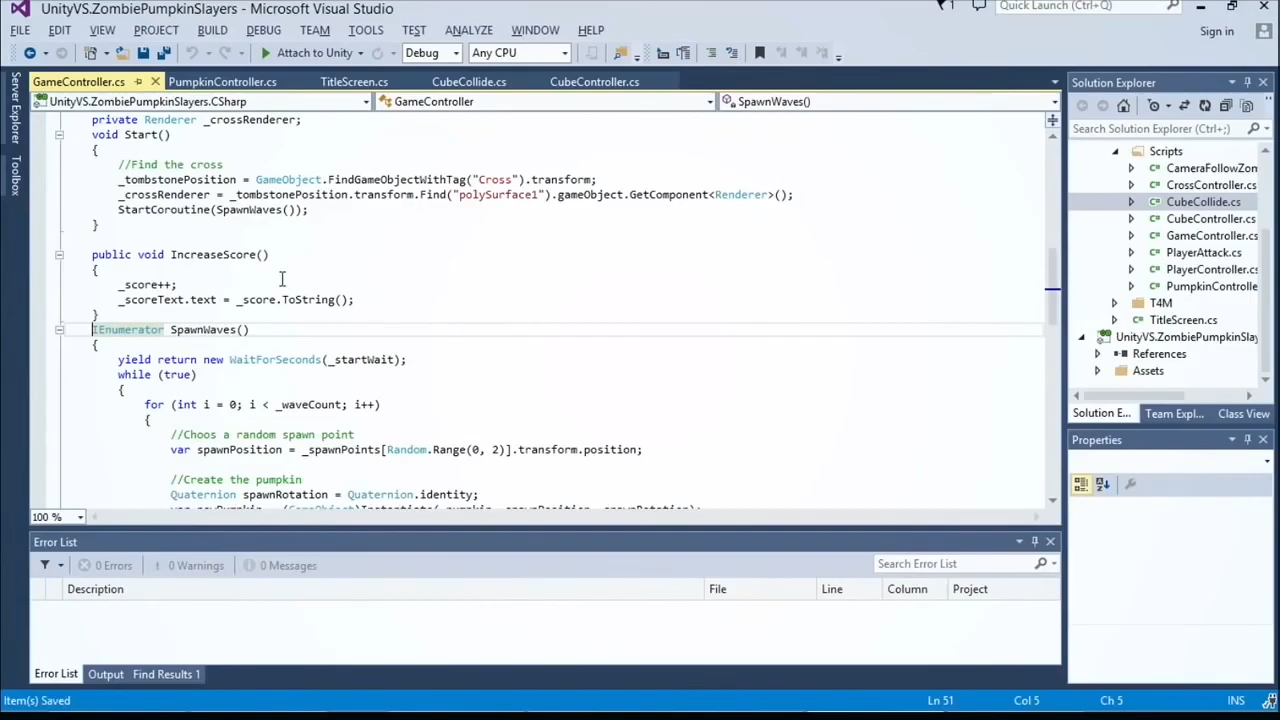 UnityVS.ZombiePumpkinSlayers - Microsoft Visual Studio
1
Quick Launch (Ctrl+;)
FILE EDIT VIEW PROJECT BUILD DEBUG TEAM TOOLS TEST ANALYZE WINDOW HELP
Sign in
Attach to Unity
Debug
Any CPU
Server Explorer
Toolbox
GameController.cs PumpkinController.cs TitleScreen.cs CubeCollide.cs CubeController.cs
UnityVS.ZombiePumpkinSlayers.CSharp
GameController
SpawnWaves()
private Renderer _crossRenderer;
void Start()
{
//Find the cross
_tombstonePosition = GameObject.FindGameObjectWithTag("Cross").transform;
_crossRenderer = _tombstonePosition.transform.Find("polySurface1").gameObject.GetComponent<Renderer>();
StartCoroutine(SpawnWaves());
}
public void IncreaseScore()
{
_score++;
_scoreText.text = _score.ToString();
}
IEnumerator SpawnWaves()
{
yield return new WaitForSeconds(_startWait);
while (true)
{
for (int i = 0; i < _waveCount; i++)
{
//Choos a random spawn point
var spawnPosition = _spawnPoints[Random.Range(0, 2)].transform.position;
//Create the pumpkin
Quaternion spawnRotation = Quaternion.identity;
100 %
Solution Explorer
Search Solution Explorer (Ctrl+;)
Scripts
CameraFollowZom
CrossController.cs
CubeCollide.cs
CubeController.cs
GameController.cs
PlayerAttack.cs
PlayerController.cs
PumpkinController
T4M
TitleScreen.cs
UnityVS.ZombiePumpkinSlay
References
Assets
Solution E... Team Expl... Class View
Properties
Error List
0 Errors 0 Warnings 0 Messages
Search Error List
Description File Line Column Project
Error List Output Find Results 1
Item(s) Saved Ln 51 Col 5 Ch 5 INS